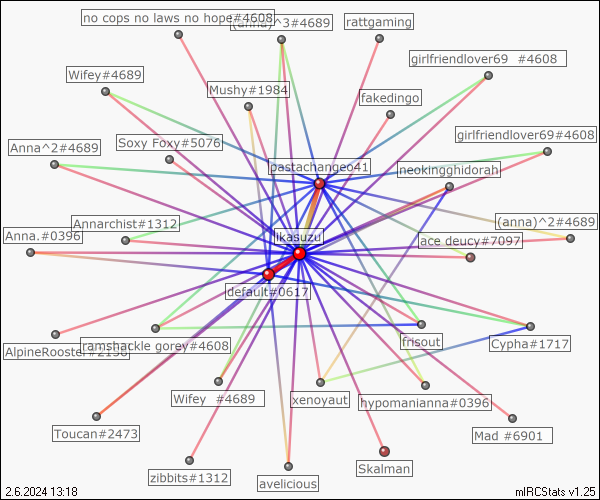 no cops no laws no hope#4608
(anna)^3#4689
rattgaming
girlfriendlover69 #4608
Wifey#4689
Mushy#1984
fakedingo
girlfriendlover69#4608
Anna^2#4689
Soxy Foxy#5076
pastachangeo41
neokingghidorah
Annarchist#1312
(anna)^2#4689
Anna.#0396
ikasuzu
ace deucy#7097
default#0617
AlpineRooster#2136
ramshackle gorey#4608
frisout
Cypha#1717
Wifey #4689
xenoyaut
hypomanianna#0396
Toucan#2473
Mad #6901
zibbits#1312
avelicious
Skalman
2.6.2024 13:18
mIRCStats v1.25